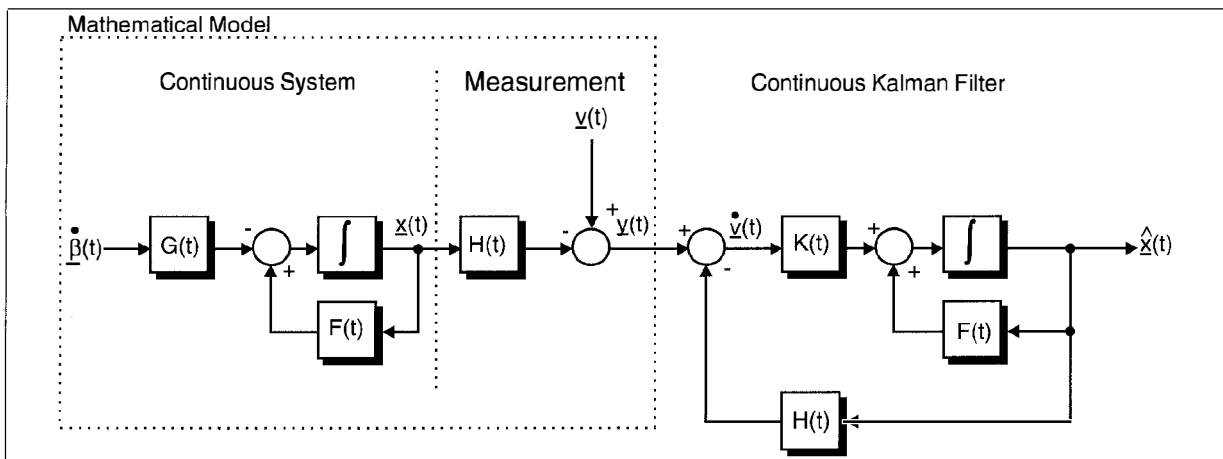 Mathematical Model
Continuous System
Measurement
Continuous Kalman Filter
v(t)
β̇(t)
G(t)
-
+
∫
x(t)
F(t)
H(t)
-
+
y(t)
+
-
v̇(t)
K(t)
+
+
∫
F(t)
H(t)
x̂(t)